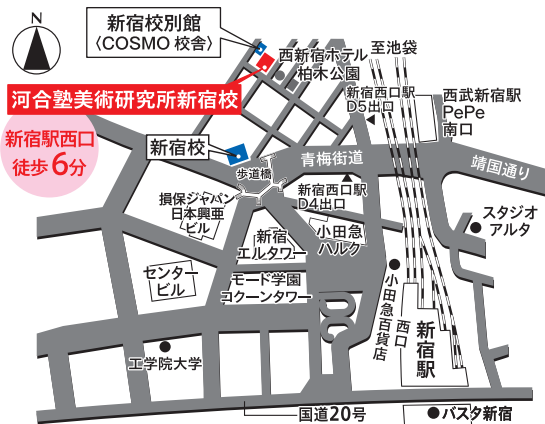 N
新宿校別館
〈COSMO 校舎〉
西新宿ホテル
柏木公園
至池袋
河合塾美術研究所新宿校
新宿西口駅
D5出口
西武新宿駅
PePe
南口
新宿駅西口
徒歩6分
新宿校
歩道橋
青梅街道
靖国通り
新宿西口駅
D4出口
損保ジャパン
日本興亜
ビル
スタジオ
アルタ
新宿
エルタワー
小田急
ハルク
センター
ビル
モード学園
コクーンタワー
小田急百貨店
西口
新宿駅
工学院大学
国道20号
バスタ新宿